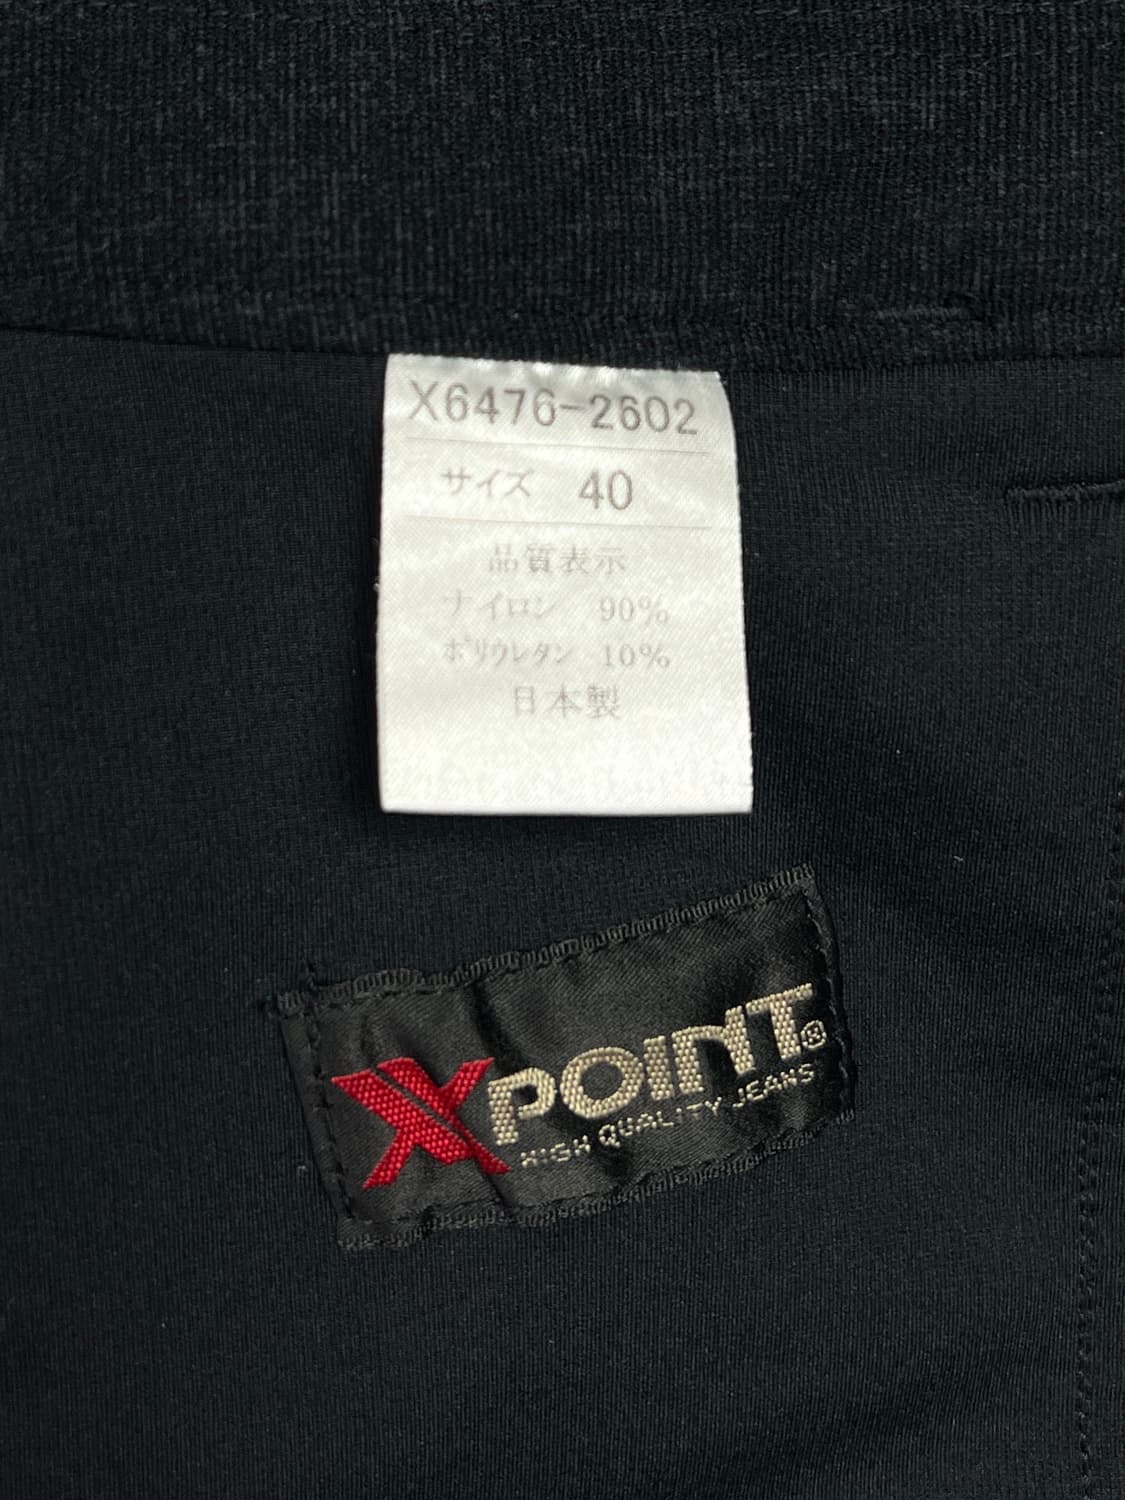 X6476-2602
サイズ 40
品質表示
ナイロン 90%
ポリウレタン 10%
日本製
X POINT®
HIGH QUALITY JEANS